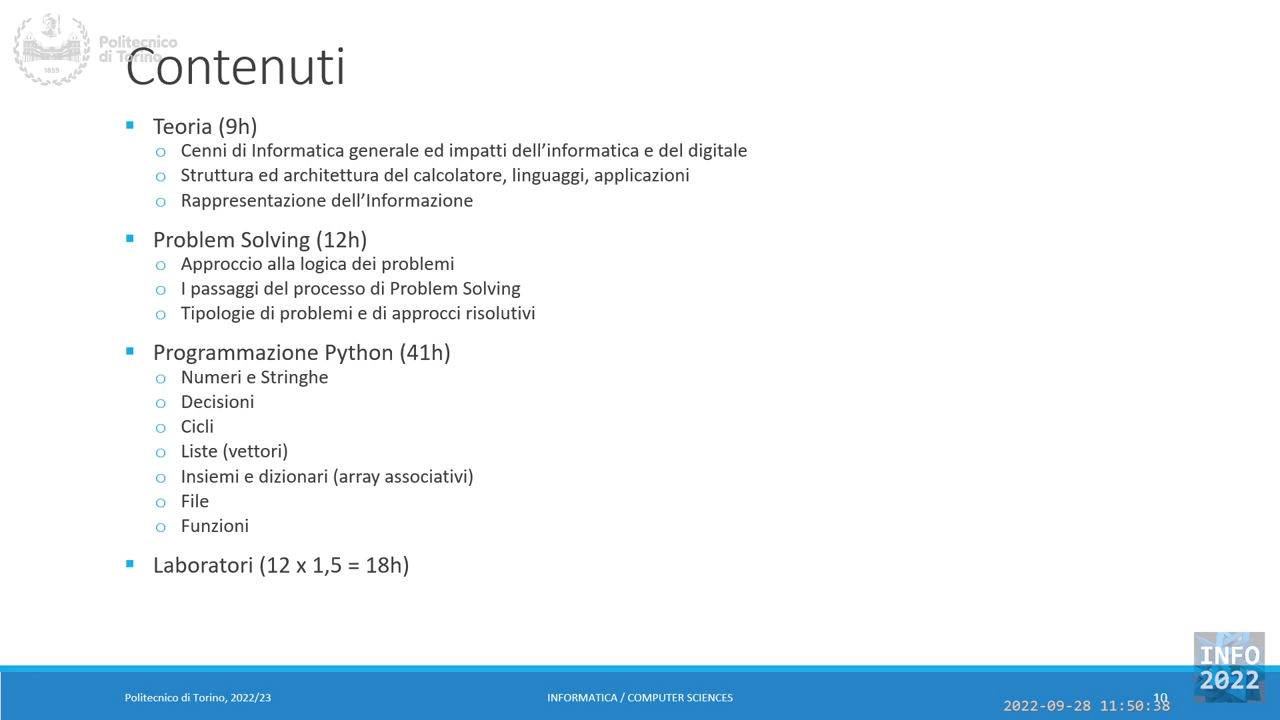 Politecnico
di Torino
1859
Contenuti
Teoria (9h)
Cenni di Informatica generale ed impatti dell'informatica e del digitale
Struttura ed architettura del calcolatore, linguaggi, applicazioni
Rappresentazione dell'Informazione
Problem Solving (12h)
Approccio alla logica dei problemi
I passaggi del processo di Problem Solving
Tipologie di problemi e di approcci risolutivi
Programmazione Python (41h)
Numeri e Stringhe
Decisioni
Cicli
Liste (vettori)
Insiemi e dizionari (array associativi)
File
Funzioni
Laboratori (12 x 1,5 = 18h)
INFO
2022
Politecnico di Torino, 2022/23
INFORMATICA / COMPUTER SCIENCES
10
2022-09-28 11:50:38